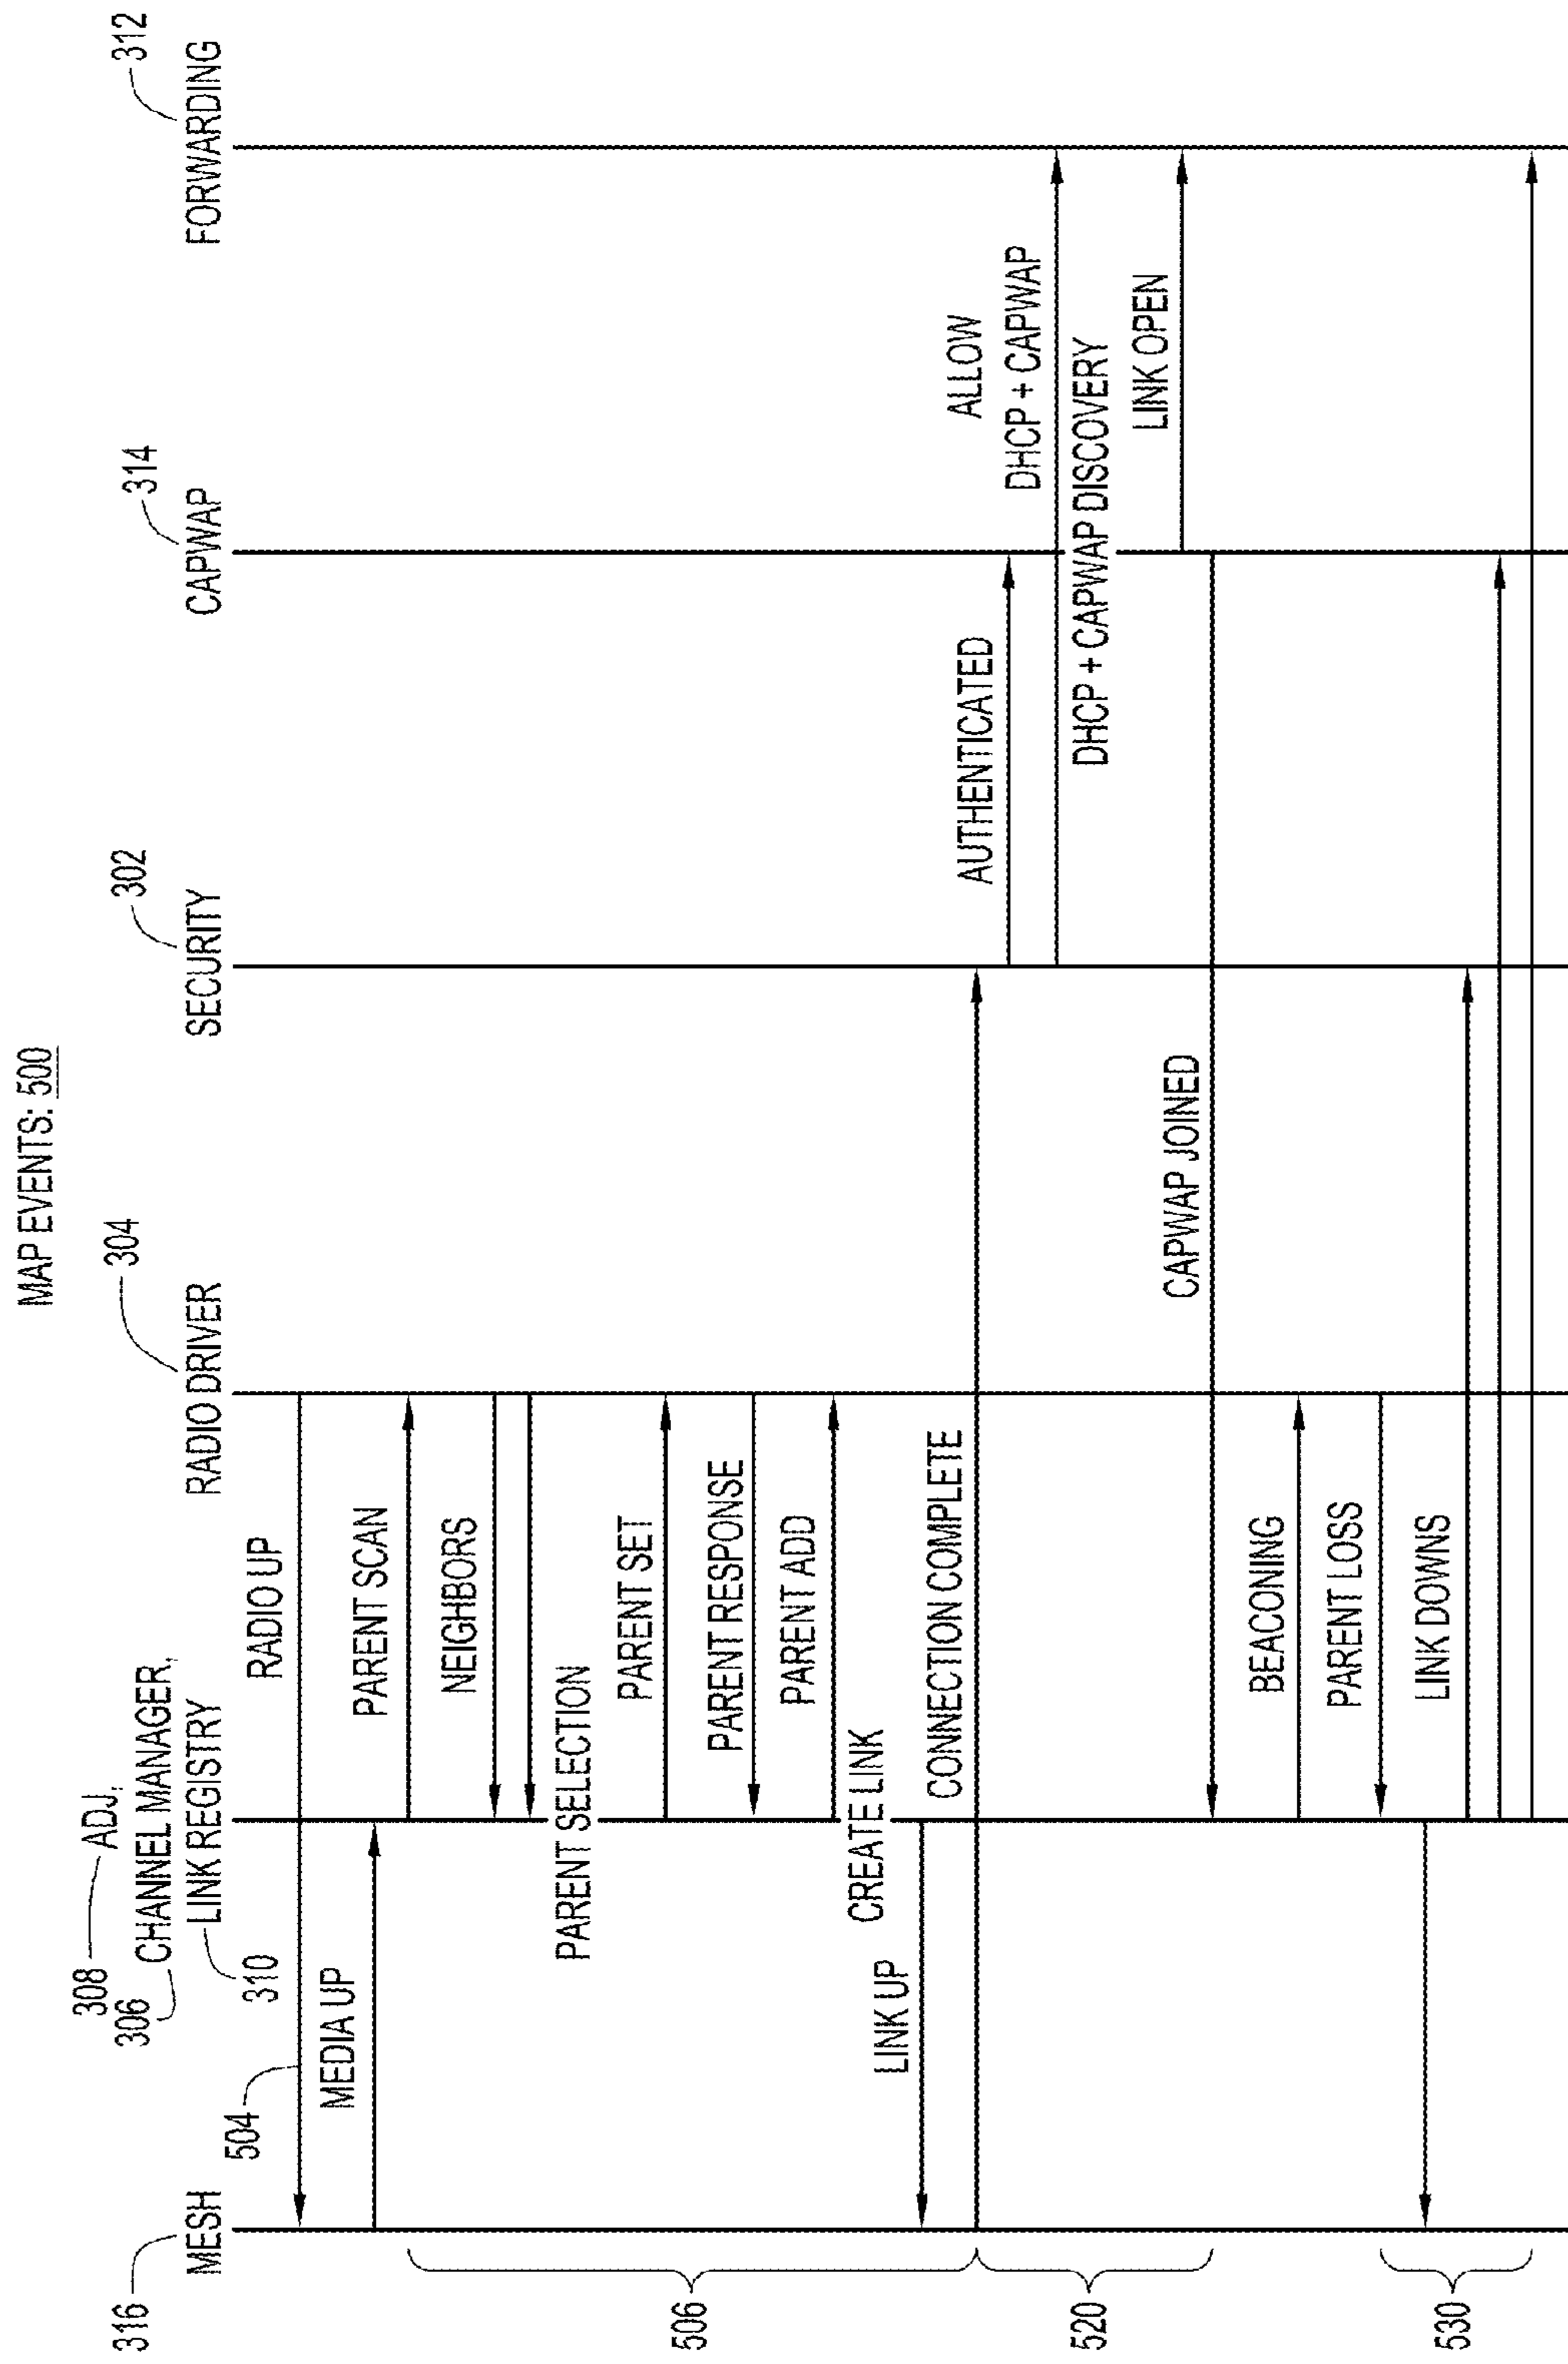 MAP EVENTS: 500
316
MESH
308
ADJ,
306
CHANNEL MANAGER,
LINK REGISTRY
310
304
RADIO DRIVER
302
SECURITY
314
CAPWAP
312
FORWARDING
504
RADIO UP
MEDIA UP
PARENT SCAN
NEIGHBORS
PARENT SELECTION
PARENT SET
PARENT RESPONSE
PARENT ADD
CREATE LINK
LINK UP
CONNECTION COMPLETE
506
AUTHENTICATED
ALLOW
DHCP + CAPWAP
DHCP + CAPWAP DISCOVERY
LINK OPEN
CAPWAP JOINED
520
BEACONING
PARENT LOSS
LINK DOWNS
530